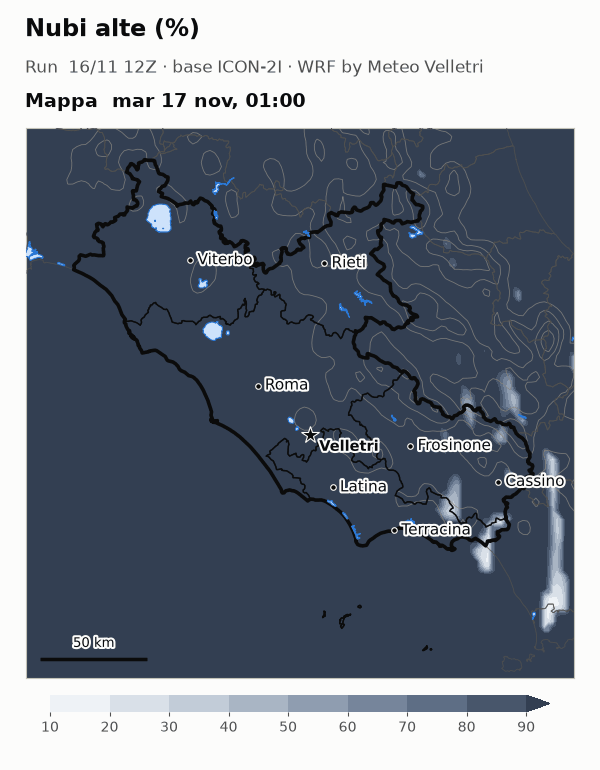 Nubi alte (%)
Run 16/11 12Z · base ICON-2I · WRF by Meteo Velletri
Mappa mar 17 nov, 01:00
Viterbo
Rieti
Roma
Velletri
Frosinone
Cassino
Latina
Terracina
50 km
10 20 30 40 50 60 70 80 90